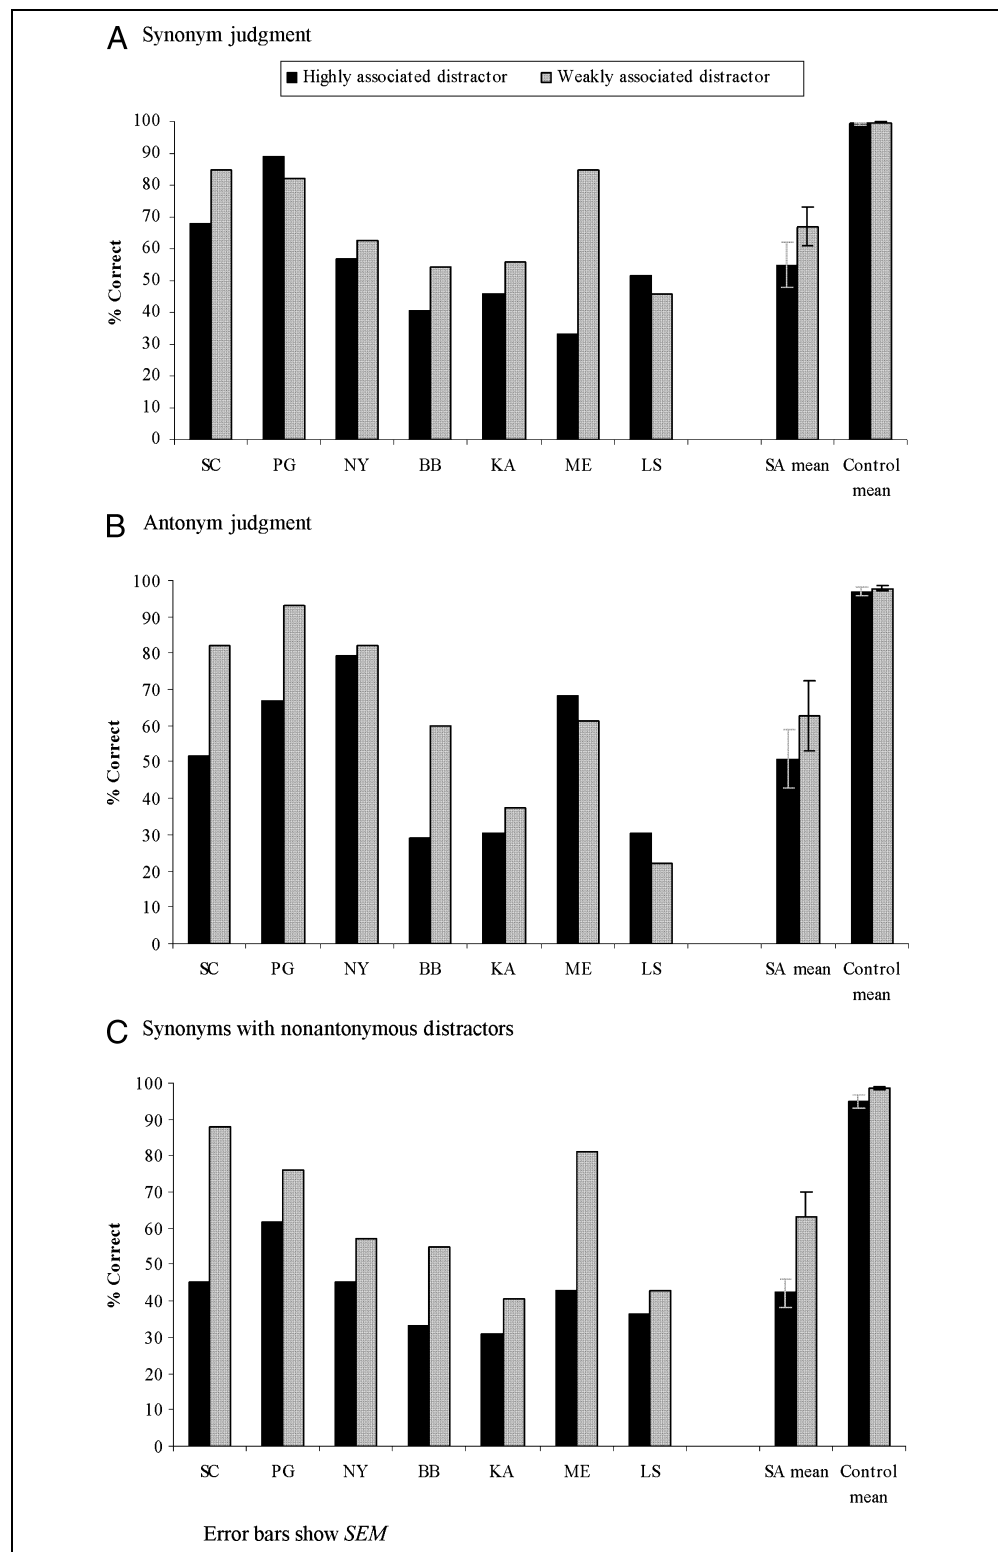 A Synonym judgment
Highly associated distractor Weakly associated distractor
100
90
80
70
60
50
40
30
20
10
0
% Correct
SC PG NY BB KA ME LS SA mean Control
mean
B Antonym judgment
100
90
80
70
60
50
40
30
20
10
0
% Correct
SC PG NY BB KA ME LS SA mean Control
mean
C Synonyms with nonantonymous distractors
100
90
80
70
60
50
40
30
20
10
0
% Correct
SC PG NY BB KA ME LS SA mean Control
mean
Error bars show SEM